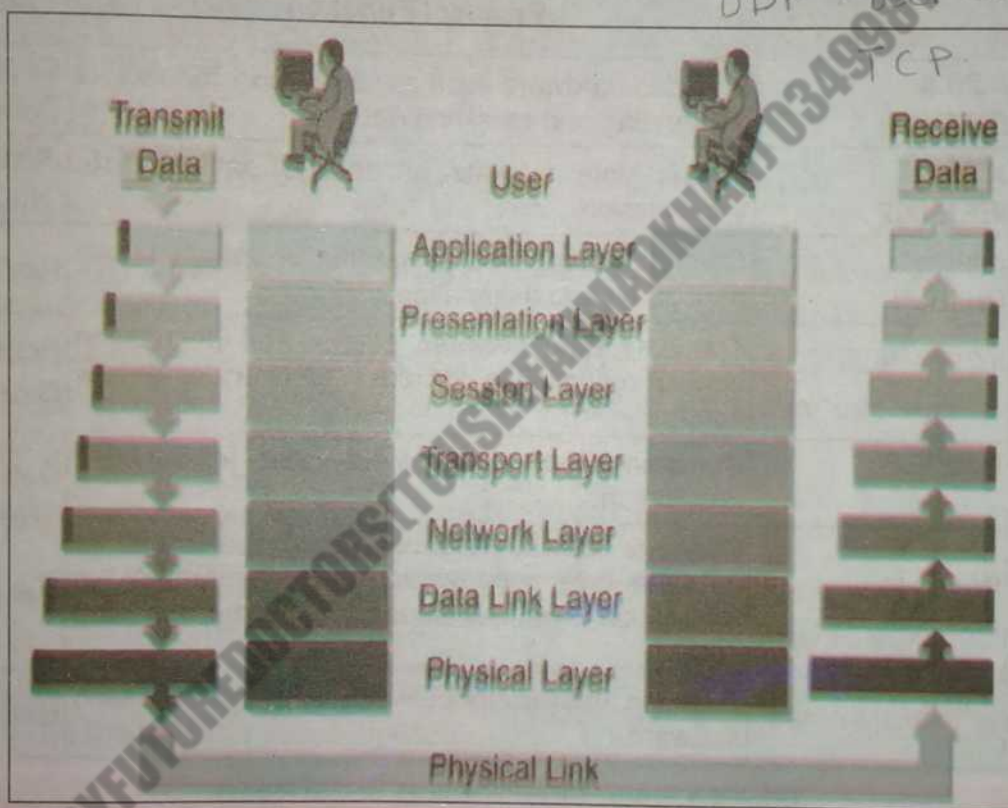 TCP
Transmit
Data
User
Receive
Data
Application Layer
Presentation Layer
Session Layer
Transport Layer
Network Layer
Data Link Layer
Physical Layer
Physical Link